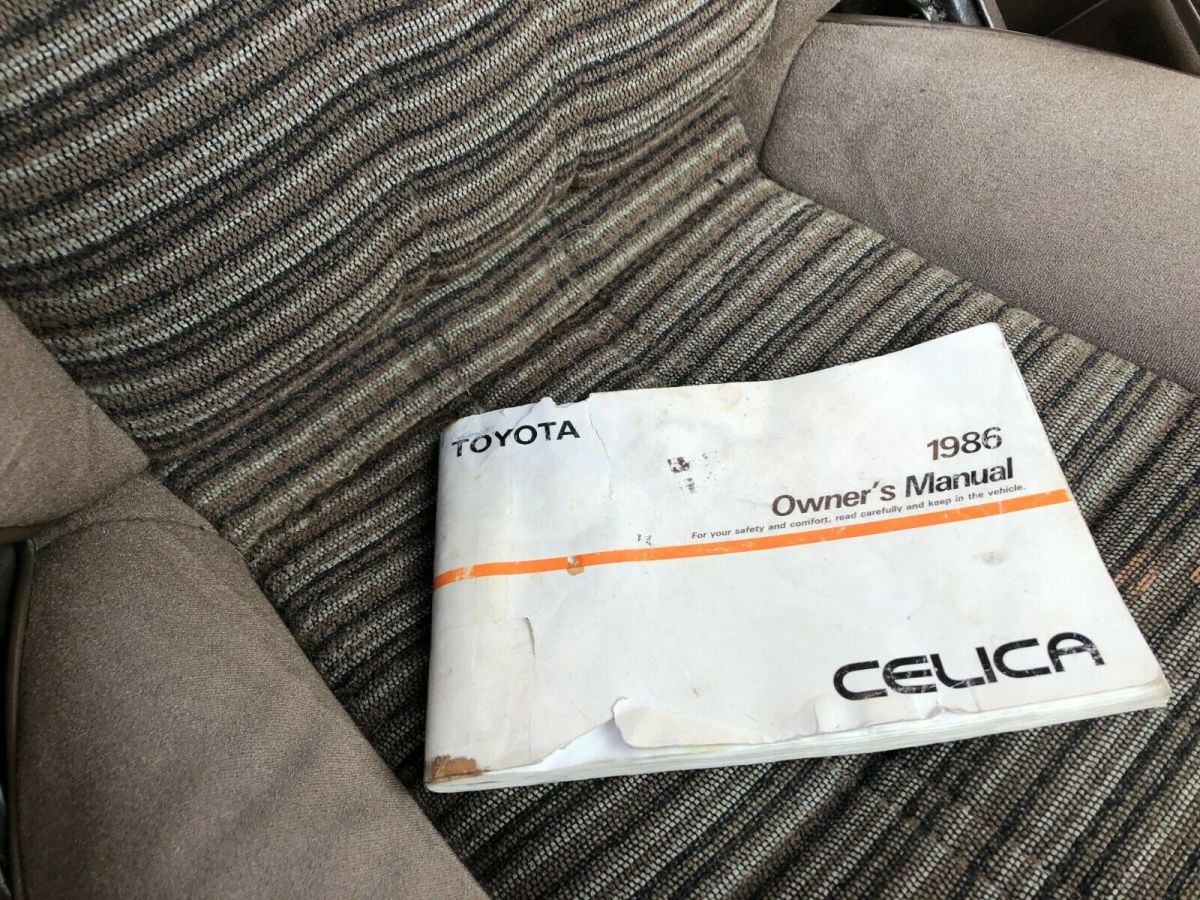 TOYOTA
1986
Owner's Manual
For your safety and comfort, read carefully and keep in the vehicle.
CELICA